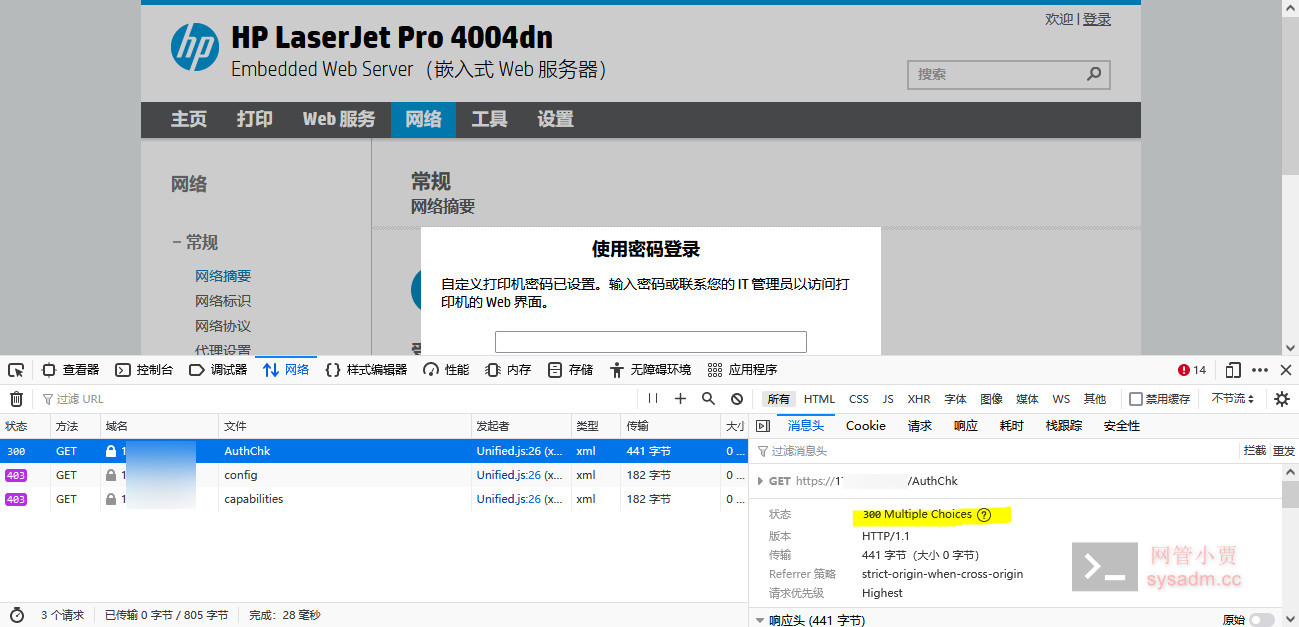 欢迎 | 登录
hp
HP LaserJet Pro 4004dn
Embedded Web Server（嵌入式 Web 服务器）
搜索
主页 打印 Web 服务 网络 工具 设置
网络
常规
网络摘要
− 常规
网络摘要
网络标识
网络协议
代理设置
使用密码登录
自定义打印机密码已设置。输入密码或联系您的 IT 管理员以访问打
印机的 Web 界面。
查看器 控制台 调试器 网络 样式编辑器 性能 内存 存储 无障碍环境 应用程序 14
过滤 URL 所有 HTML CSS JS XHR 字体 图像 媒体 WS 其他 禁用缓存 不节流
状态 方法 域名 文件 发起者 类型 传输 大小
300 GET 1 AuthChk Unified.js:26 (x... xml 441 字节 0 ...
403 GET 1 config Unified.js:26 (x... xml 182 字节 0 ...
403 GET 1 capabilities Unified.js:26 (x... xml 182 字节 0 ...
消息头 Cookie 请求 响应 耗时 栈跟踪 安全性
过滤消息头 拦截 重发
GET https://1 /AuthChk
状态 300 Multiple Choices ?
版本 HTTP/1.1
传输 441 字节（大小 0 字节）
Referrer 策略 strict-origin-when-cross-origin
请求优先级 Highest
响应头 (441 字节) 原始
网管小贾
sysadm.cc
3 个请求 已传输 0 字节 / 805 字节 完成：28 毫秒